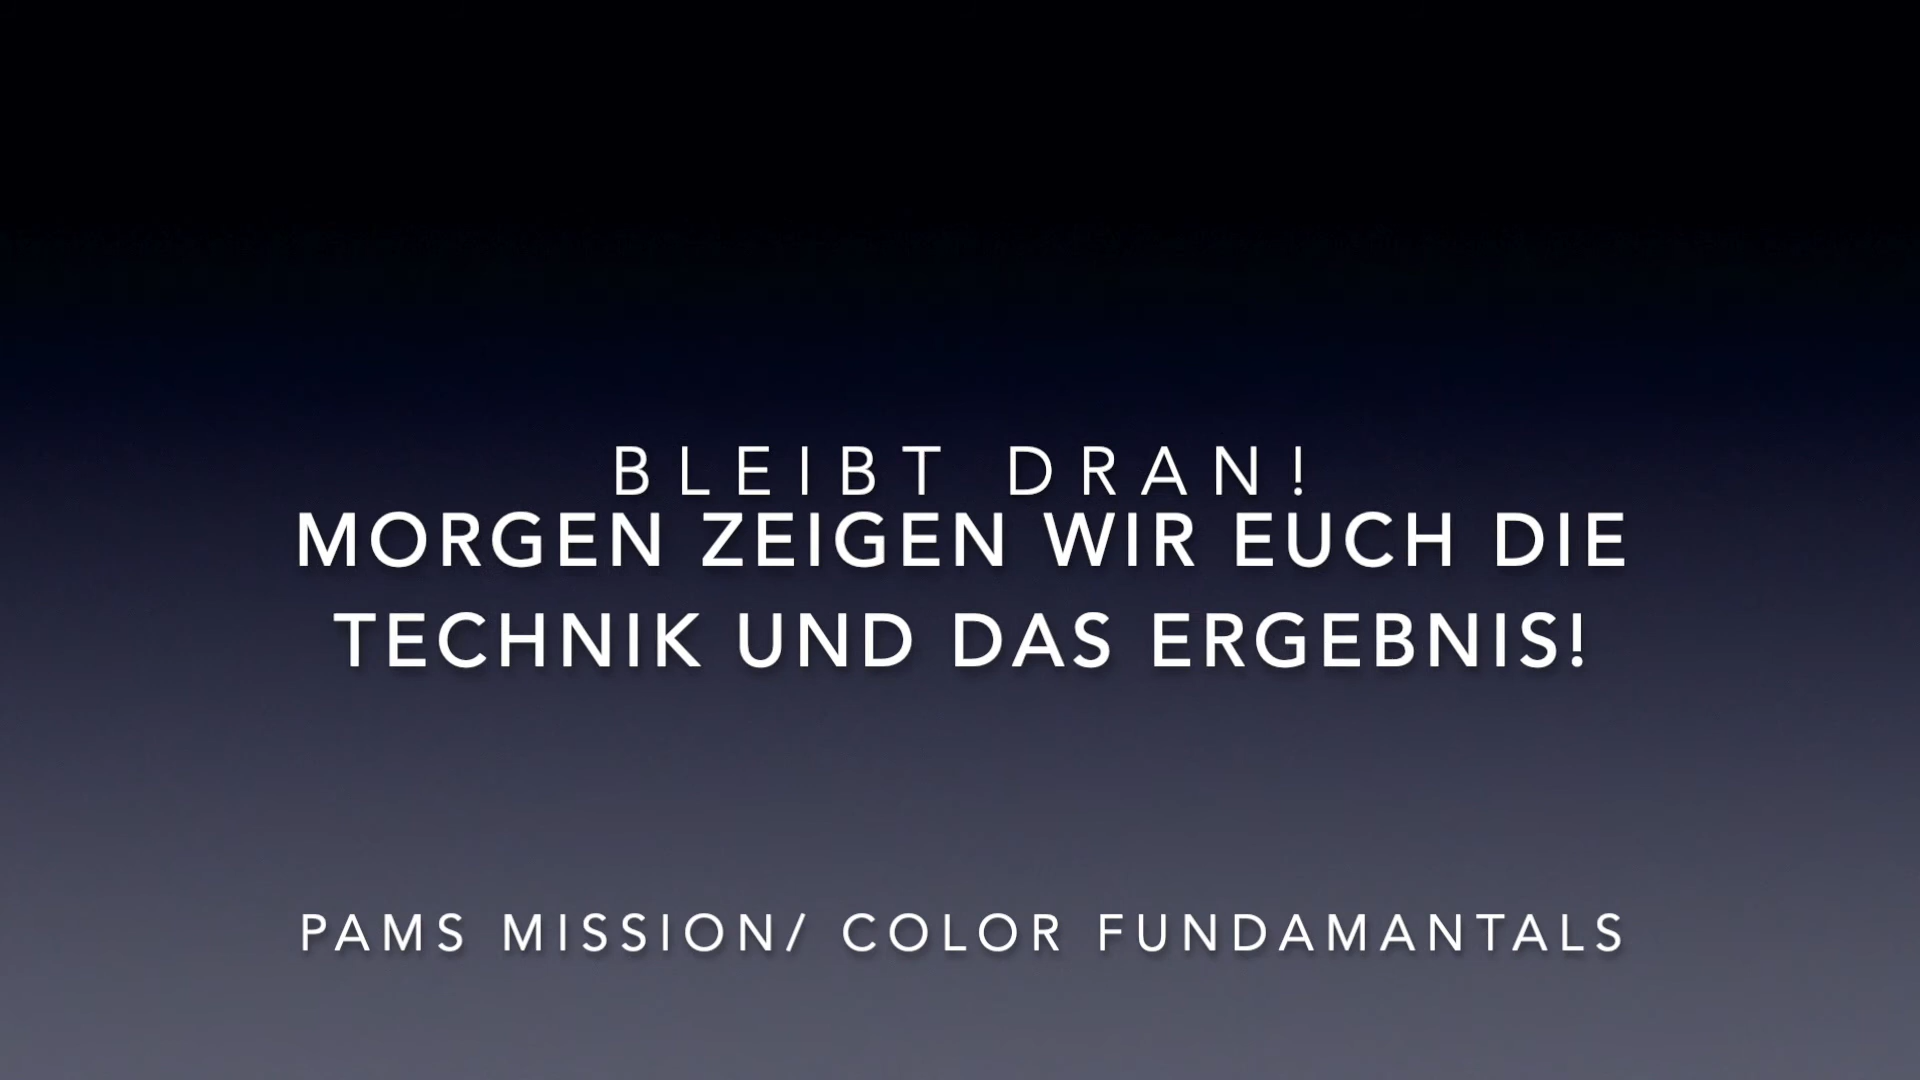 BLEIBT DRAN!
MORGEN ZEIGEN WIR EUCH DIE
TECHNIK UND DAS ERGEBNIS!
PAMS MISSION/ COLOR FUNDAMANTALS